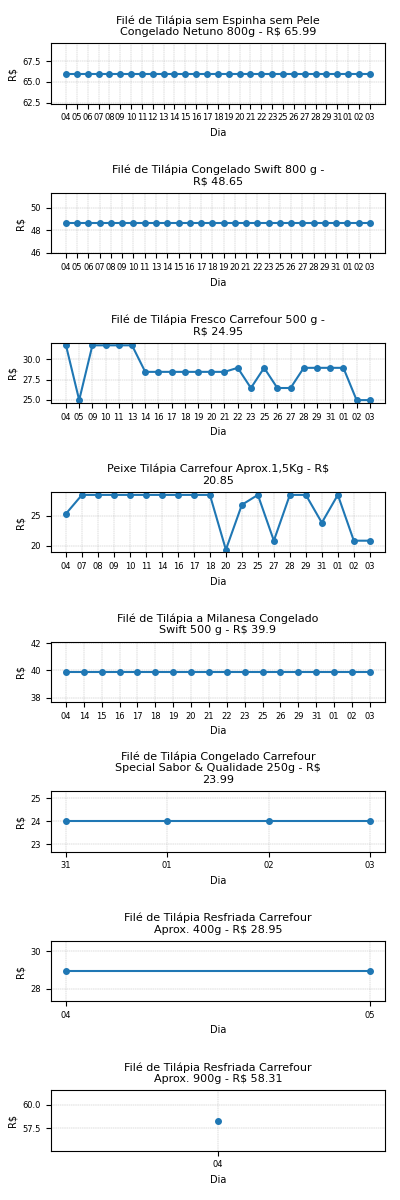 Filé de Tilápia sem Espinha sem Pele
Congelado Netuno 800g - R$ 65.99
67.5
65.0
62.5
R$
04 05 06 07 08 09 10 11 12 13 14 15 16 17 18 19 20 21 22 23 24 25 26 27 28 29 31 01 02 03
Dia
Filé de Tilápia Congelado Swift 800 g -
R$ 48.65
50
48
46
R$
04 05 06 07 08 09 10 11 13 14 15 16 17 18 19 20 21 22 23 25 26 27 28 29 31 01 02 03
Dia
Filé de Tilápia Fresco Carrefour 500 g -
R$ 24.95
30.0
27.5
25.0
R$
04 05 09 10 11 13 14 15 17 18 19 20 21 22 23 25 26 27 28 29 31 01 02 03
Dia
Peixe Tilápia Carrefour Aprox.1,5Kg - R$
20.85
25
20
R$
04 07 08 09 10 11 14 15 17 18 20 23 25 27 28 29 31 01 02 03
Dia
Filé de Tilápia a Milanesa Congelado
Swift 500 g - R$ 39.9
42
40
38
R$
04 14 15 16 17 18 19 20 21 22 23 25 26 29 31 01 02 03
Dia
Filé de Tilápia Congelado Carrefour
Special Sabor & Qualidade 250g - R$
23.99
25
24
23
R$
31 01 02 03
Dia
Filé de Tilápia Resfriada Carrefour
Aprox. 400g - R$ 28.95
30
28
R$
04 05
Dia
Filé de Tilápia Resfriada Carrefour
Aprox. 900g - R$ 58.31
60.0
57.5
R$
04
Dia